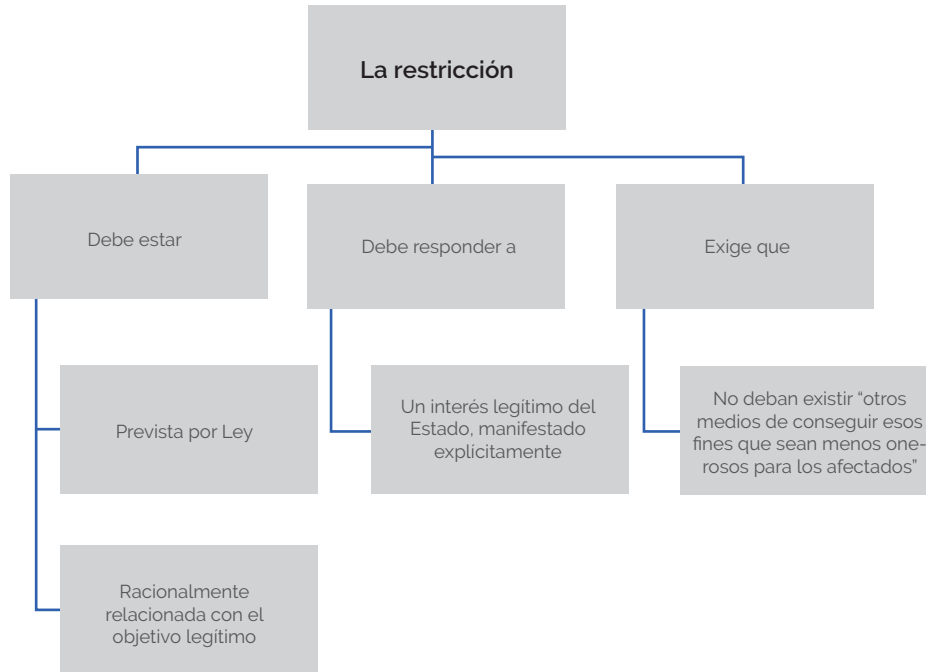 La restricción
Debe estar
Debe responder a
Exige que
Prevista por Ley
Un interés legítimo del
Estado, manifestado
explícitamente
No deban existir “otros
medios de conseguir esos
fines que sean menos one-
rosos para los afectados”
Racionalmente
relacionada con el
objetivo legítimo